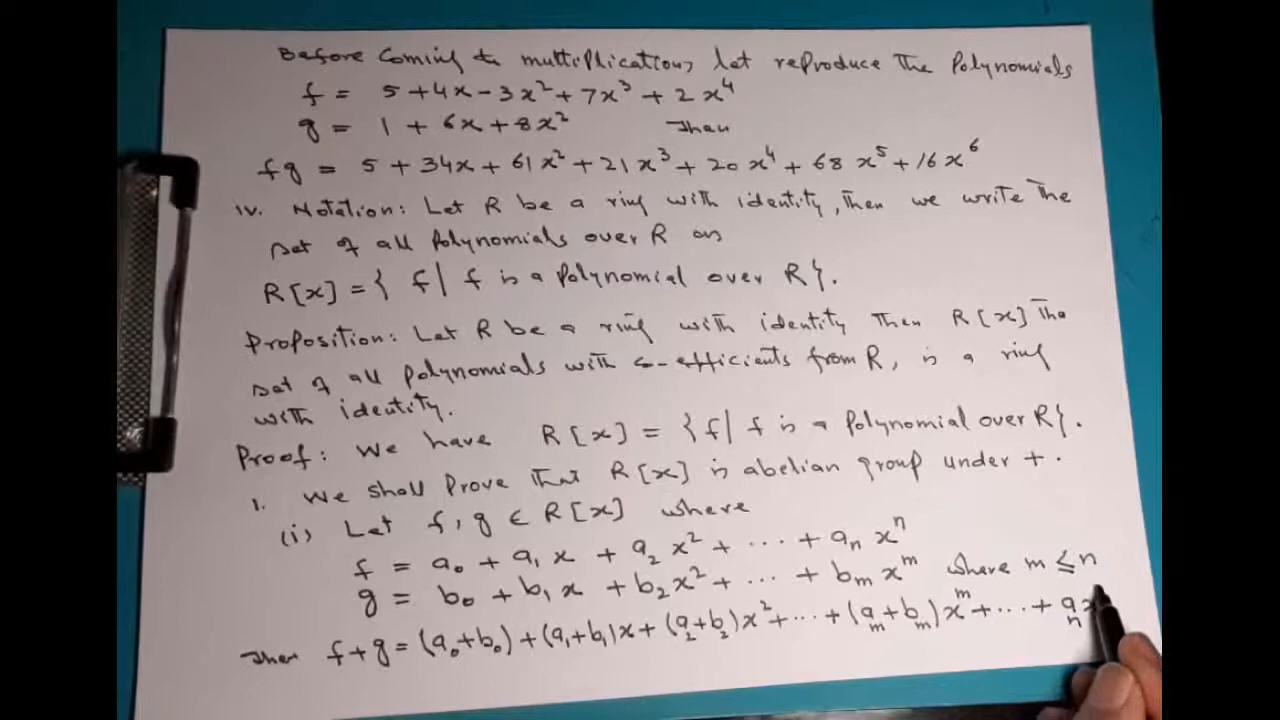 Before Coming to multiplication, let reproduce the Polynomials
f = 5 + 4x - 3x² + 7x³ + 2x⁴
g = 1 + 6x + 8x² Then
fg = 5 + 34x + 61x² + 21x³ + 20x⁴ + 68x⁵ + 16x⁶
iv. Notation: Let R be a ring with identity, Then we write The
set of all Polynomials over R as
R[x] = { f | f is a Polynomial over R}.
Proposition: Let R be a ring with identity Then R[x] The
set of all Polynomials with co-efficients from R, is a ring
with identity.
Proof: We have R[x] = {f | f is a Polynomial over R}.
1. We shall Prove that R[x] is abelian group under +.
(i) Let f, g ∈ R[x] where
f = a₀ + a₁x + a₂x² + ... + aₙxⁿ
g = b₀ + b₁x + b₂x² + ... + bₘxᵐ where m ≤ n
Then f+g = (a₀+b₀) + (a₁+b₁)x + (a₂+b₂)x² + ... + (aₘ+bₘ)xᵐ + ... + aₙx